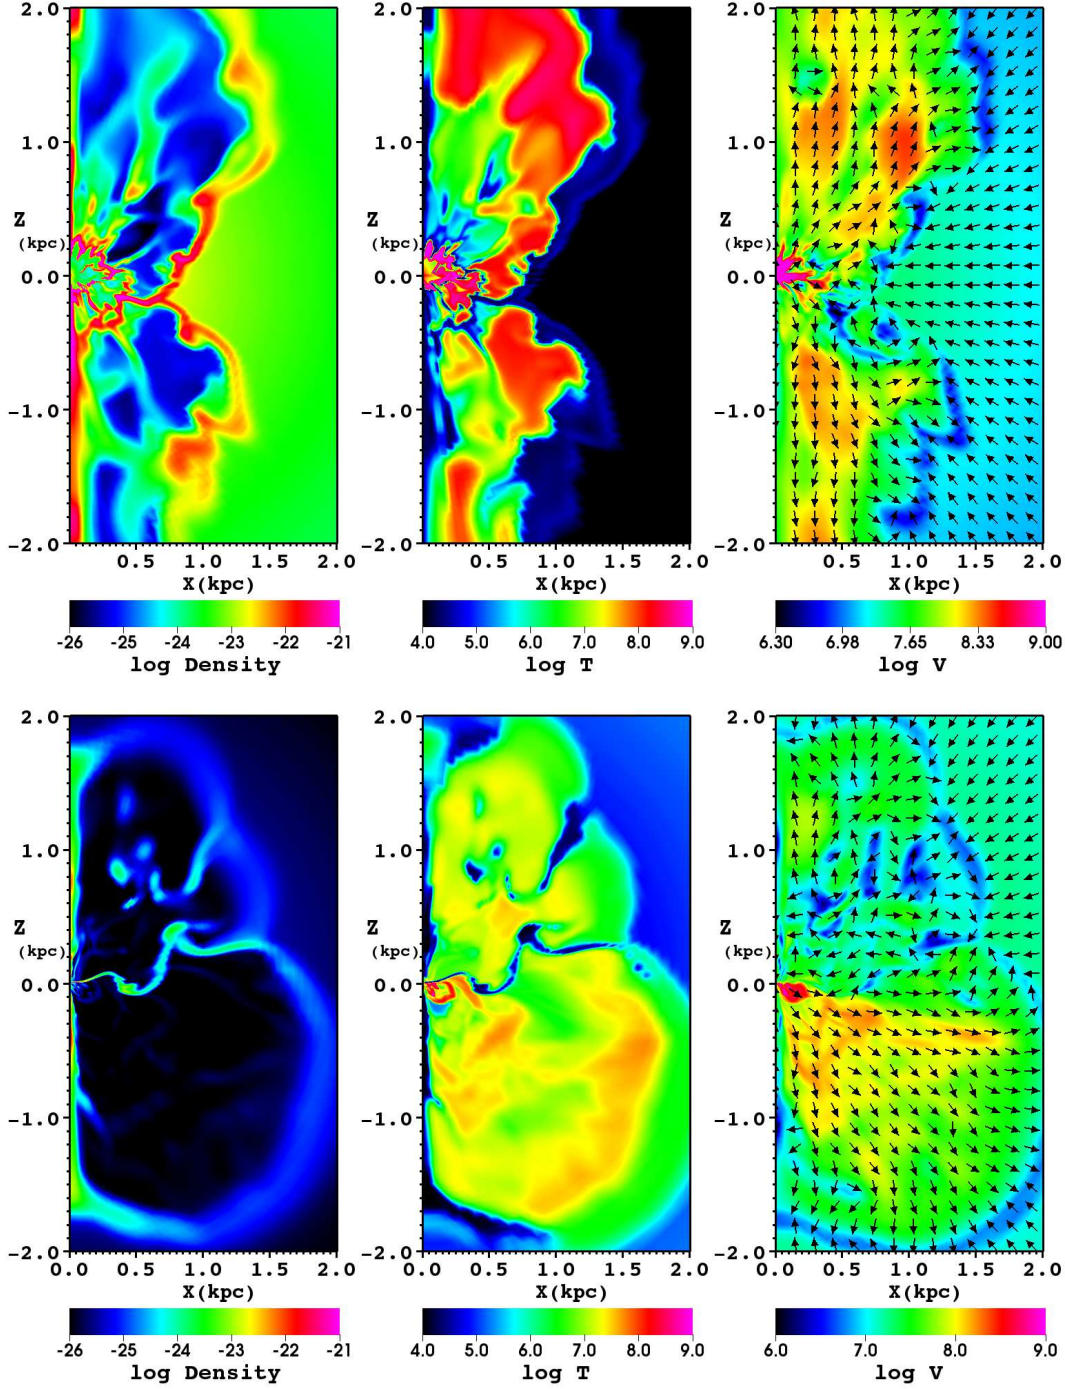 2.0 2.0 2.0
1.0 1.0 1.0
Z Z Z
(kpc) (kpc) (kpc)
0.0 0.0 0.0
-1.0 -1.0 -1.0
-2.0 -2.0 -2.0
0.5 1.0 1.5 2.0 0.5 1.0 1.5 2.0 0.5 1.0 1.5 2.0
X(kpc) X(kpc) X(kpc)
-26 -25 -24 -23 -22 -21 4.0 5.0 6.0 7.0 8.0 9.0 6.30 6.98 7.65 8.33 9.00
log Density log T log V
2.0 2.0 2.0
1.0 1.0 1.0
Z Z Z
(kpc) (kpc) (kpc)
0.0 0.0 0.0
-1.0 -1.0 -1.0
-2.0 -2.0 -2.0
0.0 0.5 1.0 1.5 2.0 0.0 0.5 1.0 1.5 2.0 0.0 0.5 1.0 1.5 2.0
X(kpc) X(kpc) X(kpc)
-26 -25 -24 -23 -22 -21 4.0 5.0 6.0 7.0 8.0 9.0 6.0 7.0 8.0 9.0
log Density log T log V